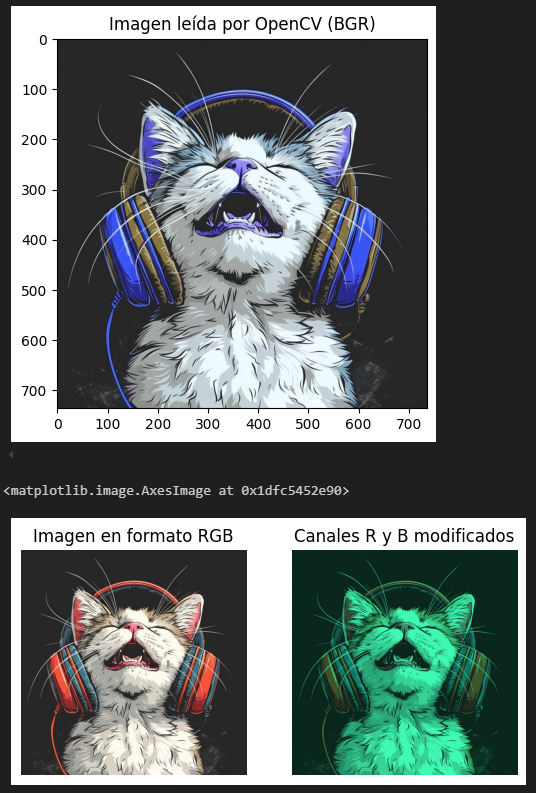 Imagen leída por OpenCV (BGR)
0
100
200
300
400
500
600
700
0 100 200 300 400 500 600 700
<matplotlib.image.AxesImage at 0x1dfc5452e90>
Imagen en formato RGB
Canales R y B modificados